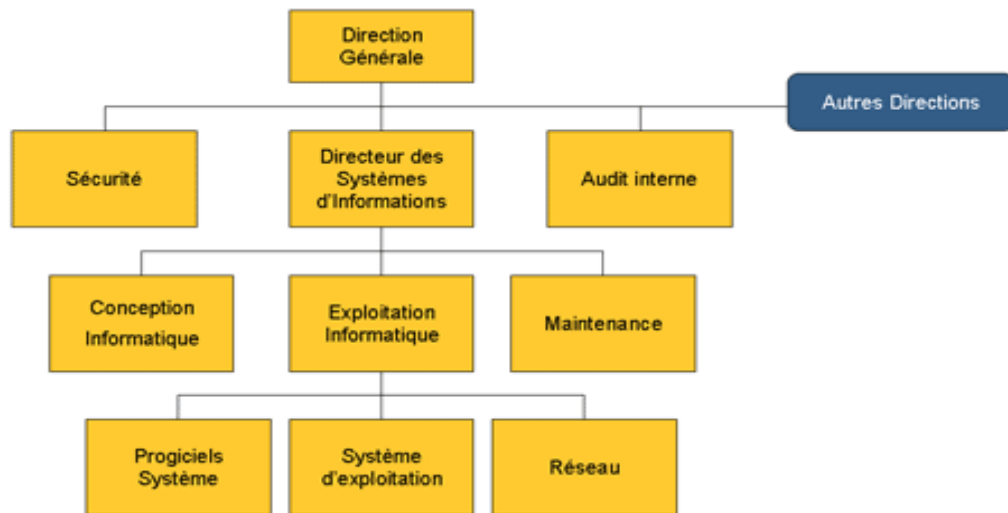 Direction
Générale
Autres Directions
Sécurité
Directeur des
Systèmes
d'Informations
Audit interne
Conception
Informatique
Exploitation
Informatique
Maintenance
Progiciels
Système
Système
d'exploitation
Réseau